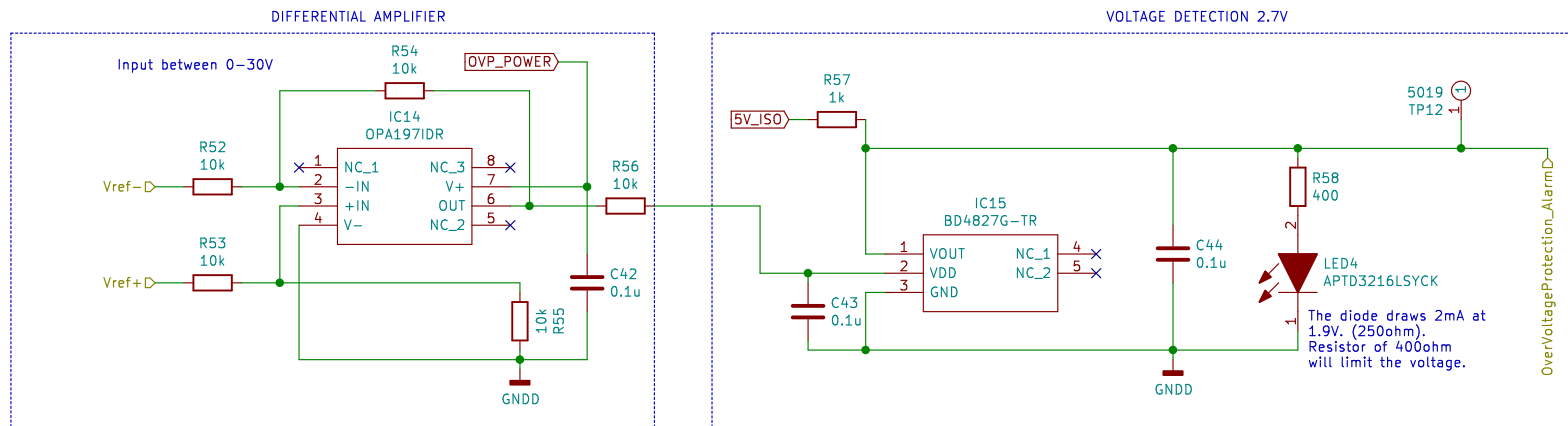 DIFFERENTIAL AMPLIFIER
Input between 0-30V
R54
10k
OVP_POWER
IC14
OPA197IDR
R52
10k
Vref-
1
NC_1
2
-IN
3
+IN
4
V-
NC_3
8
V+
7
OUT
6
NC_2
5
R56
10k
R53
10k
Vref+
C42
0.1u
10k
R55
GNDD
VOLTAGE DETECTION 2.7V
R57
1k
5V_ISO
5019
TP12
1
1
R58
400
2
IC15
BD4827G-TR
1
VOUT
2
VDD
3
GND
NC_1
4
NC_2
5
C43
0.1u
C44
0.1u
LED4
APTD3216LSYCK
1
The diode draws 2mA at
1.9V. (250ohm).
Resistor of 400ohm
will limit the voltage.
GNDD
OverVoltageProtection_Alarm